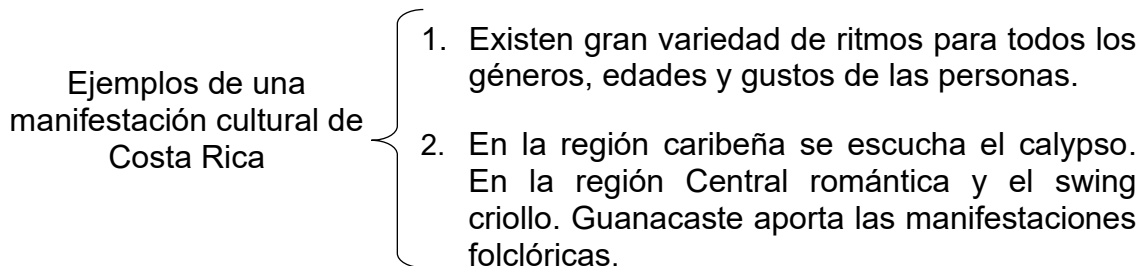 Ejemplos de una
manifestación cultural de
Costa Rica
1. Existen gran variedad de ritmos para todos los
géneros, edades y gustos de las personas.
2. En la región caribeña se escucha el calypso.
En la región Central romántica y el swing
criollo. Guanacaste aporta las manifestaciones
folclóricas.